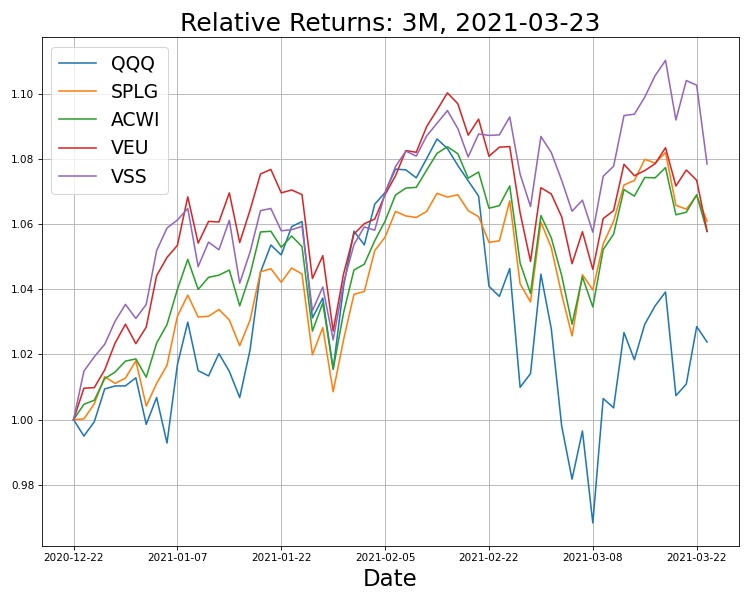 Relative Returns: 3M, 2021-03-23
QQQ
SPLG
ACWI
VEU
VSS
1.10
1.08
1.06
1.04
1.02
1.00
0.98
2020-12-22 2021-01-07 2021-01-22 2021-02-05 2021-02-22 2021-03-08 2021-03-22
Date